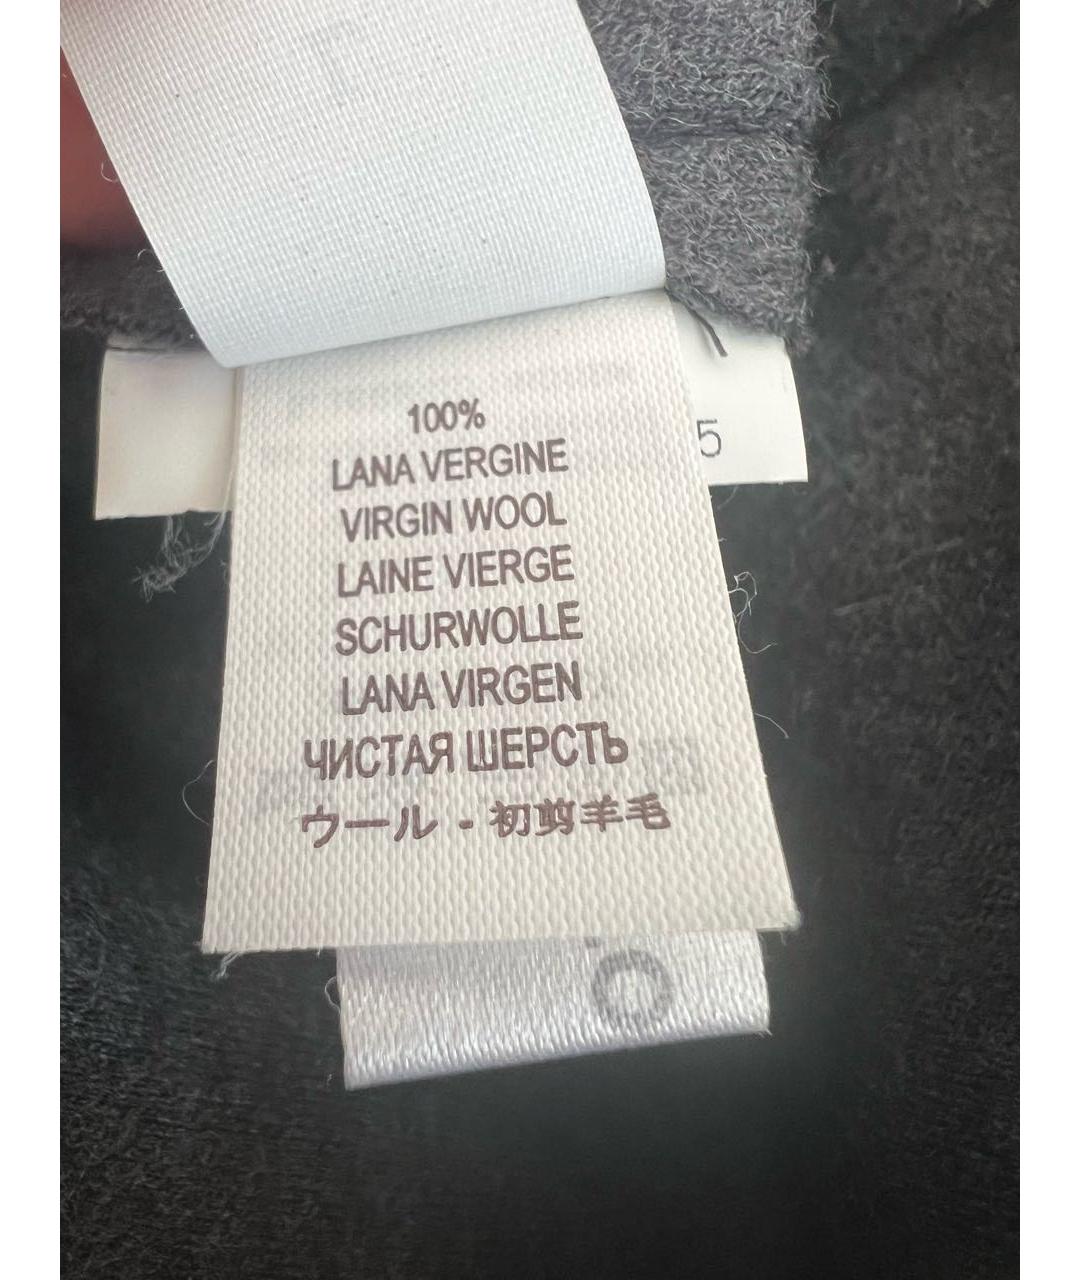 100%
LANA VERGINE
VIRGIN WOOL
LAINE VIERGE
SCHURWOLLE
LANA VIRGEN
ЧИСТАЯ ШЕРСТЬ
ウール - 初剪羊毛
5